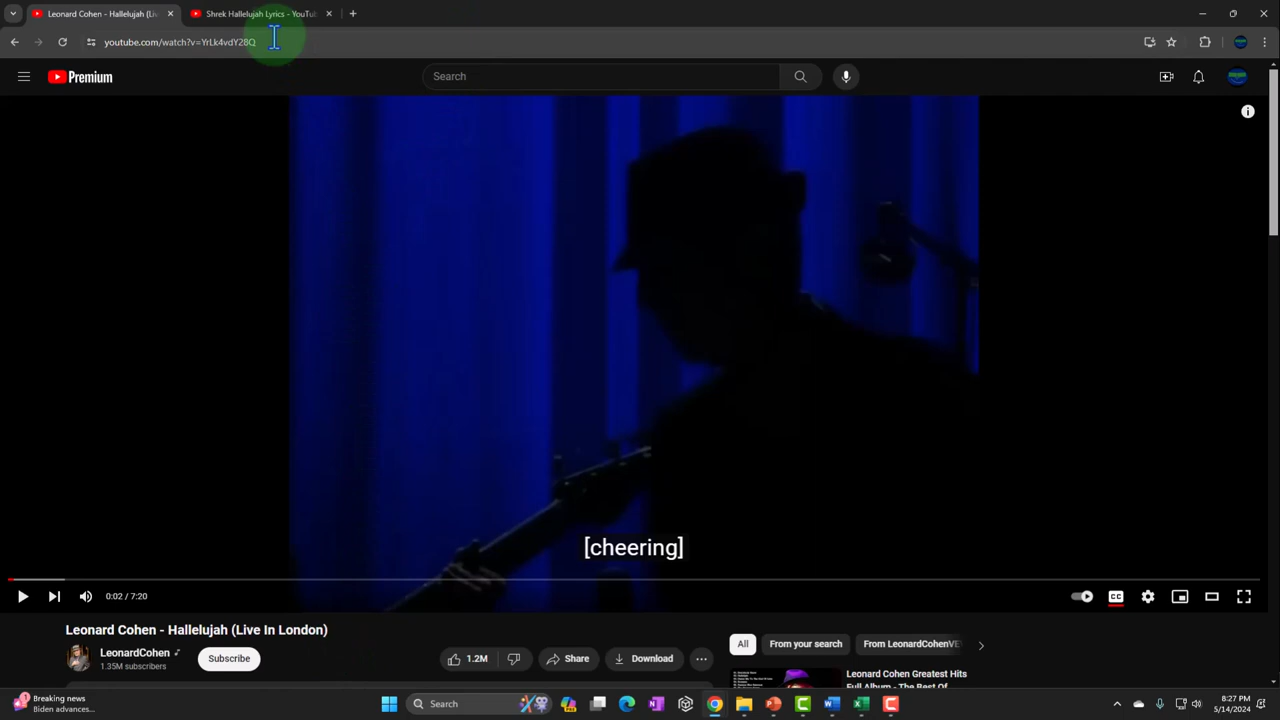 Leonard Cohen - Hallelujah (Li
Shrek Hallelujah Lyrics - YouTub
youtube.com/watch?v=YrLk4vdY28Q
Premium
Search
[cheering]
0:02 / 7:20
CC
Leonard Cohen - Hallelujah (Live In London)
LeonardCohen
1.35M subscribers
Subscribe
1.2M
Share
Download
All
From your search
From LeonardCohenVE
Leonard Cohen Greatest Hits
Full Album - The Best Of
1
Breaking news
Biden advances...
Search
8:27 PM
5/14/2024